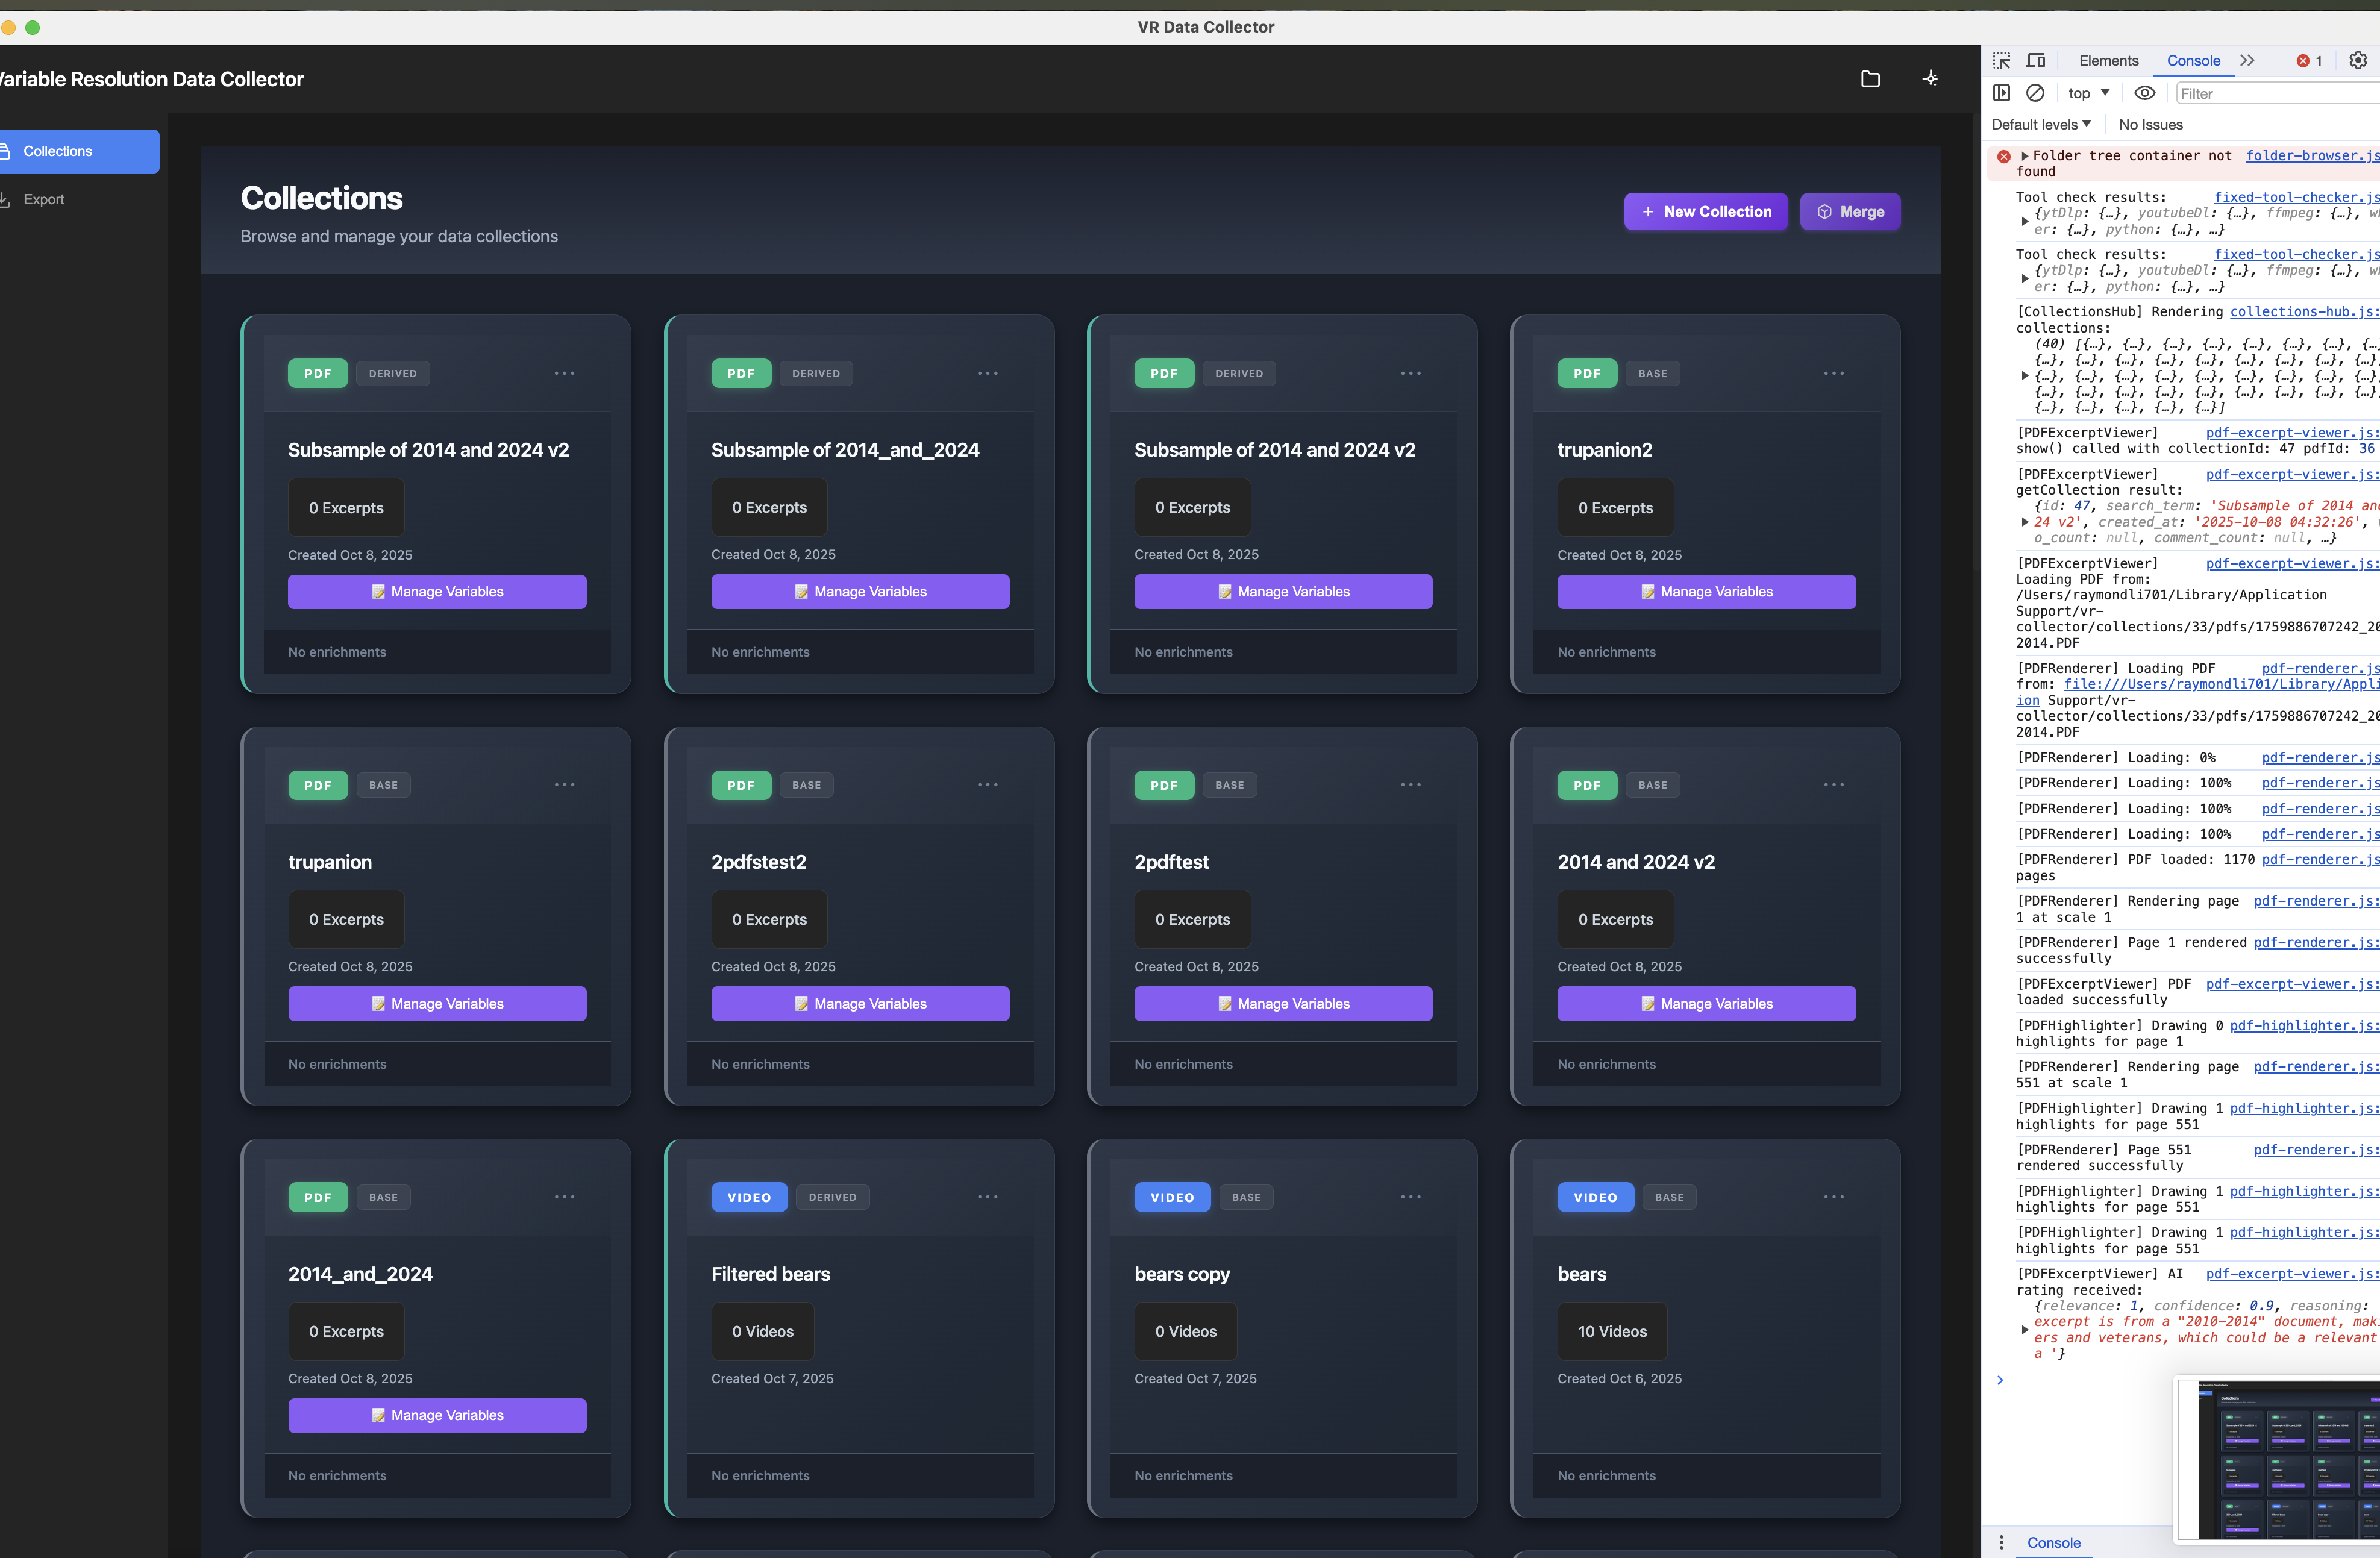 VR Data Collector
Variable Resolution Data Collector
Collections
Export
Collections
Browse and manage your data collections
+ New Collection
Merge
PDF DERIVED ...
Subsample of 2014 and 2024 v2
0 Excerpts
Created Oct 8, 2025
📝 Manage Variables
No enrichments
PDF DERIVED ...
Subsample of 2014_and_2024
0 Excerpts
Created Oct 8, 2025
📝 Manage Variables
No enrichments
PDF DERIVED ...
Subsample of 2014 and 2024 v2
0 Excerpts
Created Oct 8, 2025
📝 Manage Variables
No enrichments
PDF BASE ...
trupanion2
0 Excerpts
Created Oct 8, 2025
📝 Manage Variables
No enrichments
PDF BASE ...
trupanion
0 Excerpts
Created Oct 8, 2025
📝 Manage Variables
No enrichments
PDF BASE ...
2pdfstest2
0 Excerpts
Created Oct 8, 2025
📝 Manage Variables
No enrichments
PDF BASE ...
2pdftest
0 Excerpts
Created Oct 8, 2025
📝 Manage Variables
No enrichments
PDF BASE ...
2014 and 2024 v2
0 Excerpts
Created Oct 8, 2025
📝 Manage Variables
No enrichments
PDF BASE ...
2014_and_2024
0 Excerpts
Created Oct 8, 2025
📝 Manage Variables
No enrichments
VIDEO DERIVED ...
Filtered bears
0 Videos
Created Oct 7, 2025
No enrichments
VIDEO BASE ...
bears copy
0 Videos
Created Oct 7, 2025
No enrichments
VIDEO BASE ...
bears
10 Videos
Created Oct 6, 2025
No enrichments
Elements Console 1
top Filter
Default levels No Issues
Folder tree container not folder-browser.js
found
Tool check results: fixed-tool-checker.js
{ytDlp: {…}, youtubeDl: {…}, ffmpeg: {…}, wh
er: {…}, python: {…}, …}
Tool check results: fixed-tool-checker.js
{ytDlp: {…}, youtubeDl: {…}, ffmpeg: {…}, wh
er: {…}, python: {…}, …}
[CollectionsHub] Rendering collections-hub.js:
collections:
(40) [{…}, {…}, {…}, {…}, {…}, {…}, {…}, {…}, {…
{…}, {…}, {…}, {…}, {…}, {…}, {…}, {…}, {…}
{…}, {…}, {…}, {…}, {…}, {…}, {…}, {…}, {…}
{…}, {…}, {…}, {…}, {…}, {…}, {…}, {…}, {…}
{…}, {…}, {…}, {…}, {…}]
[PDFExcerptViewer] pdf-excerpt-viewer.js:
show() called with collectionId: 47 pdfId: 36
[PDFExcerptViewer] pdf-excerpt-viewer.js:
getCollection result:
{id: 47, search_term: 'Subsample of 2014 an
24 v2', created_at: '2025-10-08 04:32:26',
o_count: null, comment_count: null, …}
[PDFExcerptViewer] pdf-excerpt-viewer.js:
Loading PDF from:
/Users/raymondli701/Library/Application
Support/vr-
collector/collections/33/pdfs/1759886707242_20
2014.PDF
[PDFRenderer] Loading PDF pdf-renderer.js
from: file:///Users/raymondli701/Library/Appli
ion Support/vr-
collector/collections/33/pdfs/1759886707242_20
2014.PDF
[PDFRenderer] Loading: 0% pdf-renderer.js
[PDFRenderer] Loading: 100% pdf-renderer.js
[PDFRenderer] Loading: 100% pdf-renderer.js
[PDFRenderer] Loading: 100% pdf-renderer.js
[PDFRenderer] PDF loaded: 1170 pdf-renderer.js
pages
[PDFRenderer] Rendering page pdf-renderer.js:
1 at scale 1
[PDFRenderer] Page 1 rendered pdf-renderer.js:
successfully
[PDFExcerptViewer] PDF pdf-excerpt-viewer.js:
loaded successfully
[PDFHighlighter] Drawing 0 pdf-highlighter.js:
highlights for page 1
[PDFRenderer] Rendering page pdf-renderer.js:
551 at scale 1
[PDFHighlighter] Drawing 1 pdf-highlighter.js:
highlights for page 551
[PDFRenderer] Page 551 pdf-renderer.js:
rendered successfully
[PDFHighlighter] Drawing 1 pdf-highlighter.js:
highlights for page 551
[PDFHighlighter] Drawing 1 pdf-highlighter.js:
highlights for page 551
[PDFExcerptViewer] AI pdf-excerpt-viewer.js:
rating received:
{relevance: 1, confidence: 0.9, reasoning:
excerpt is from a "2010-2014" document, mak
ers and veterans, which could be a relevant
a '}
Console